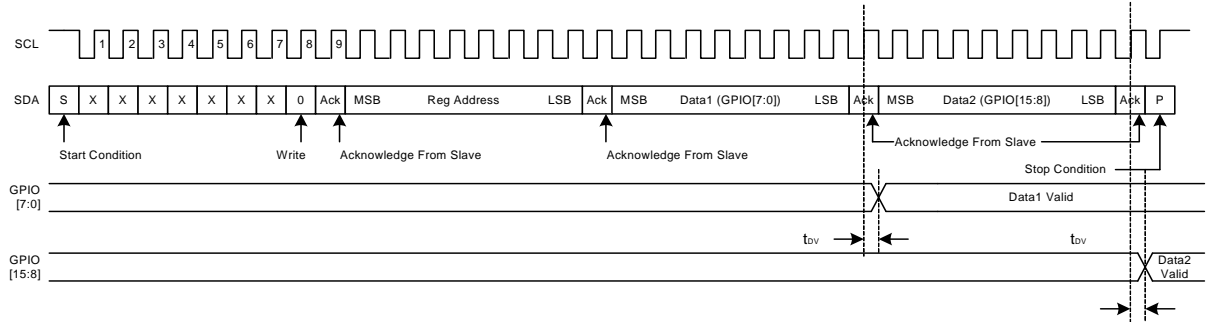 SCL 1 2 3 4 5 6 7 8 9
SDA S X X X X X X X 0 Ack MSB Reg Address LSB Ack MSB Data1 (GPIO[7:0]) LSB Ack MSB Data2 (GPIO[15:8]) LSB Ack P
Acknowledge From Slave
Start Condition Write Acknowledge From Slave Acknowledge From Slave
Stop Condition
GPIO
[7:0]
Data1 Valid
tDV tDV
GPIO
[15:8]
Data2
Valid